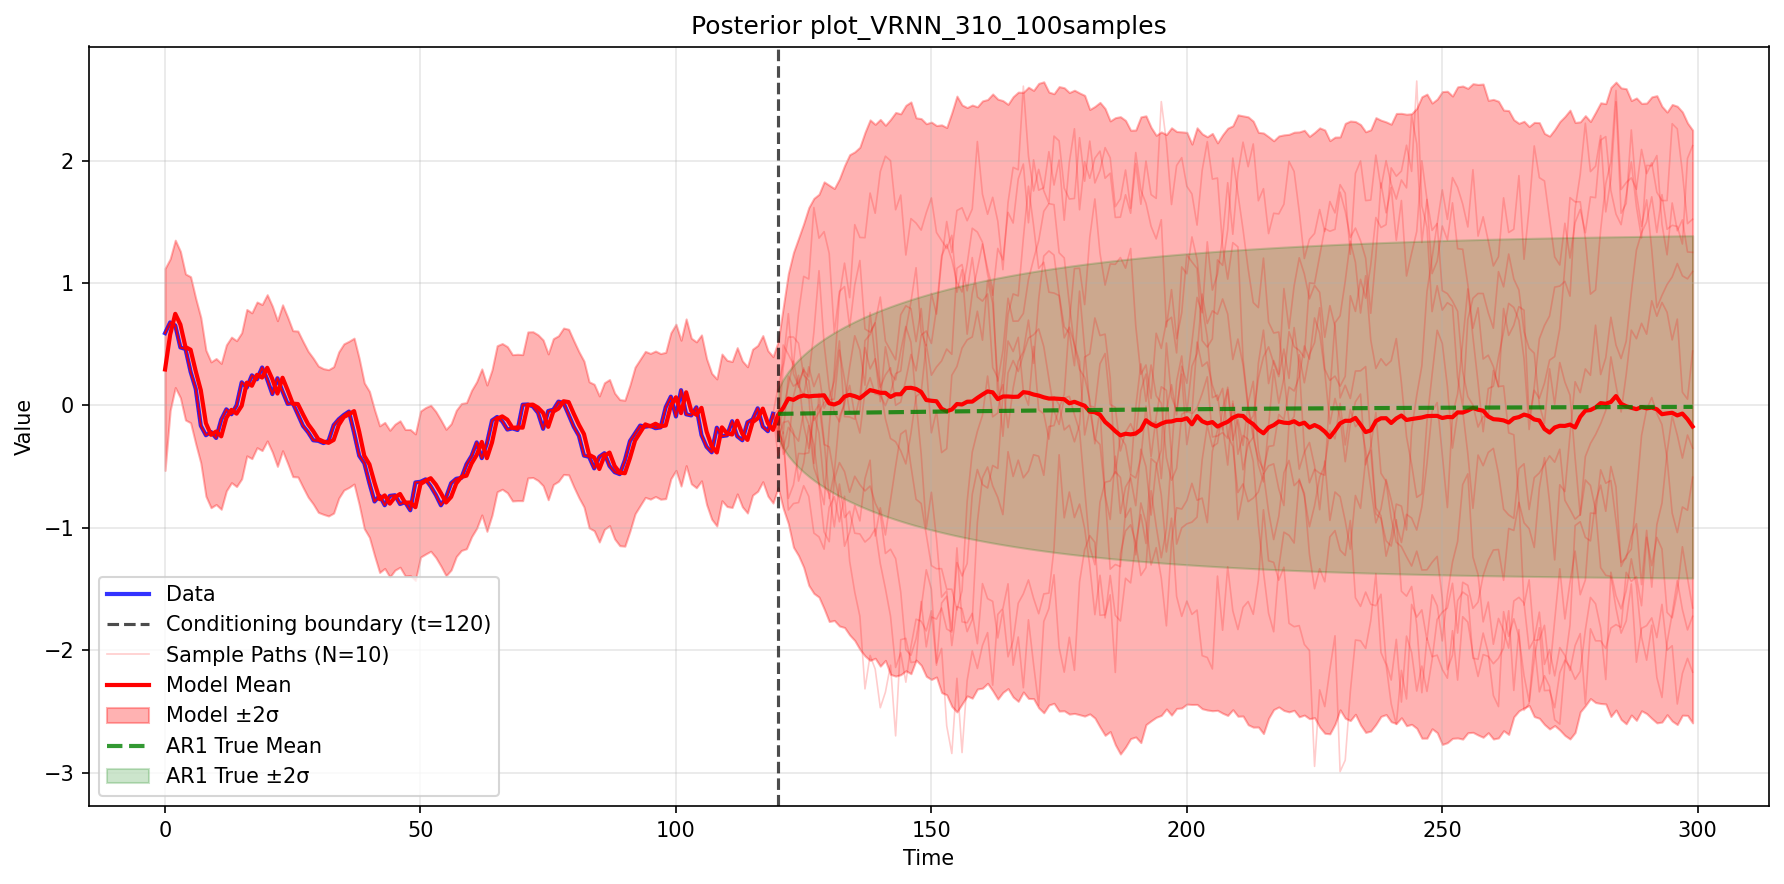 Posterior plot_VRNN_310_100samples
Value
2
1
0
−1
−2
−3
Data
Conditioning boundary (t=120)
Sample Paths (N=10)
Model Mean
Model ±2σ
AR1 True Mean
AR1 True ±2σ
0 50 100 150 200 250 300
Time